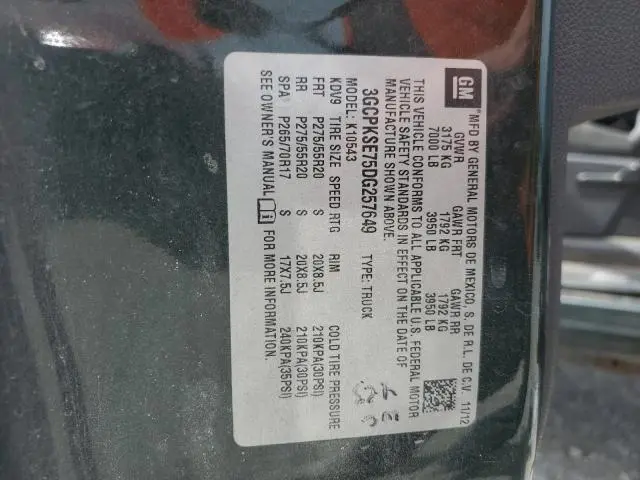 GM
*MFD BY GENERAL MOTORS DE MEXICO, S. DE R.L. DE C.V. 11/12
GVWR GAWR FRT GAWR RR
3175 KG 1792 KG 1792 KG
7000 LB 3950 LB 3950 LB
THIS VEHICLE CONFORMS TO ALL APPLICABLE U.S. FEDERAL MOTOR
VEHICLE SAFETY STANDARDS IN EFFECT ON THE DATE OF
MANUFACTURE SHOWN ABOVE.
3GCPKSE75DG257649 TYPE: TRUCK
MODEL: K10543
KDV9 TIRE SIZE SPEED RTG RIM COLD TIRE PRESSURE
FRT P275/55R20 S 20X8.5J 210KPA(30PSI)
RR P275/55R20 S 20X8.5J 210KPA(30PSI)
SPA P265/70R17 S 17X7.5J 240KPA(35PSI)
SEE OWNER'S MANUAL FOR MORE INFORMATION.